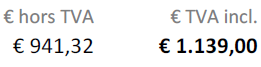 € hors TVA € TVA incl.
€ 941,32 € 1.139,00